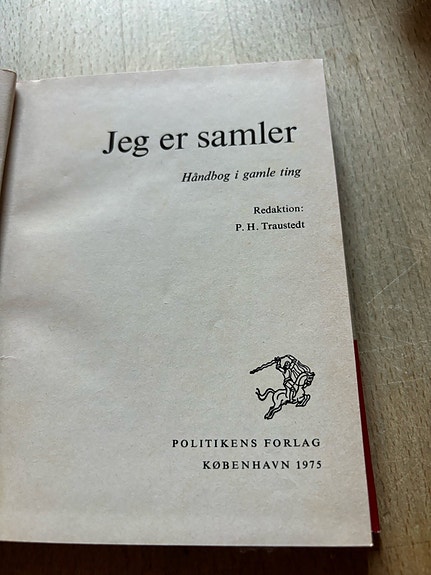 Jeg er samler
Håndbog i gamle ting
Redaktion:
P. H. Traustedt
POLITIKENS FORLAG
KØBENHAVN 1975